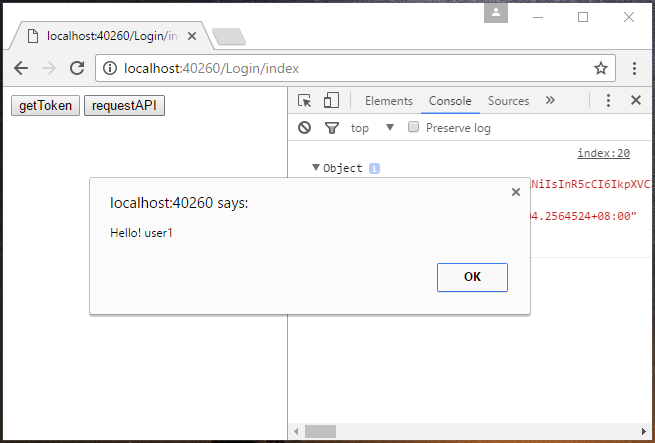 localhost:40260/Login/in
localhost:40260/Login/index
getToken requestAPI
Elements Console Sources
top Preserve log
index:20
Object
NiIsInR5cCI6IkpXVC
4.2564524+08:00"
localhost:40260 says:
Hello! user1
OK